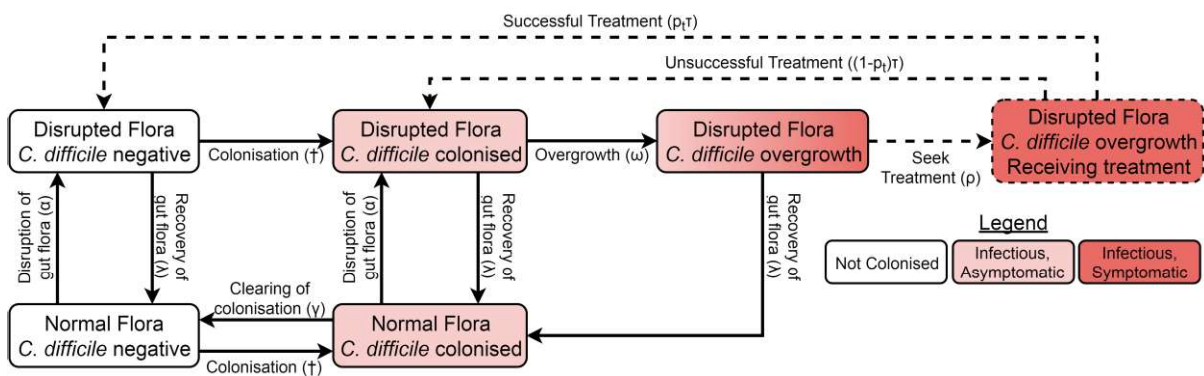 Successful Treatment (pₜτ)
Unsuccessful Treatment ((1-pₜ)τ)
Disrupted Flora
C. difficile negative
Colonisation (†)
Disrupted Flora
C. difficile colonised
Overgrowth (ω)
Disrupted Flora
C. difficile overgrowth
Seek
Treatment (ρ)
Disrupted Flora
C. difficile overgrowth
Receiving treatment
Disruption of
gut flora (α)
Recovery of
gut flora (λ)
Disruption of
gut flora (α)
Recovery of
gut flora (λ)
Recovery of
gut flora (λ)
Legend
Not Colonised
Infectious,
Asymptomatic
Infectious,
Symptomatic
Normal Flora
C. difficile negative
Clearing of
colonisation (γ)
Colonisation (†)
Normal Flora
C. difficile colonised